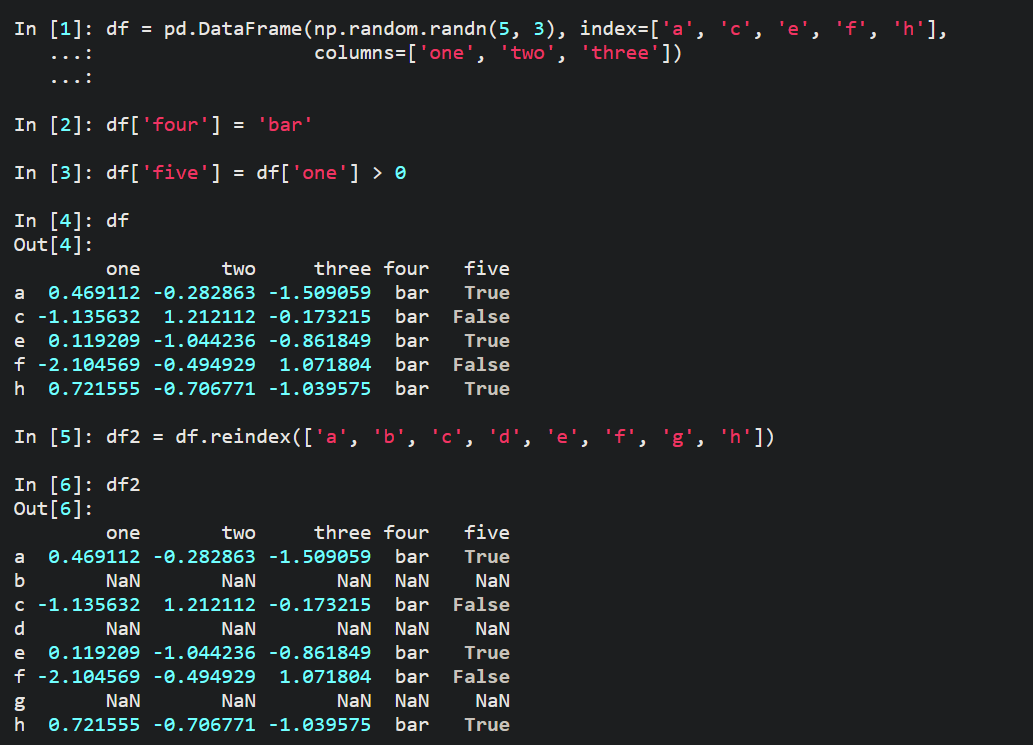 In [1]: df = pd.DataFrame(np.random.randn(5, 3), index=['a', 'c', 'e', 'f', 'h'],
   ...:                   columns=['one', 'two', 'three'])
   ...:
In [2]: df['four'] = 'bar'
In [3]: df['five'] = df['one'] > 0
In [4]: df
Out[4]:
        one       two     three four   five
a  0.469112 -0.282863 -1.509059  bar   True
c -1.135632  1.212112 -0.173215  bar  False
e  0.119209 -1.044236 -0.861849  bar   True
f -2.104569 -0.494929  1.071804  bar  False
h  0.721555 -0.706771 -1.039575  bar   True
In [5]: df2 = df.reindex(['a', 'b', 'c', 'd', 'e', 'f', 'g', 'h'])
In [6]: df2
Out[6]:
        one       two     three four   five
a  0.469112 -0.282863 -1.509059  bar   True
b       NaN       NaN       NaN  NaN    NaN
c -1.135632  1.212112 -0.173215  bar  False
d       NaN       NaN       NaN  NaN    NaN
e  0.119209 -1.044236 -0.861849  bar   True
f -2.104569 -0.494929  1.071804  bar  False
g       NaN       NaN       NaN  NaN    NaN
h  0.721555 -0.706771 -1.039575  bar   True